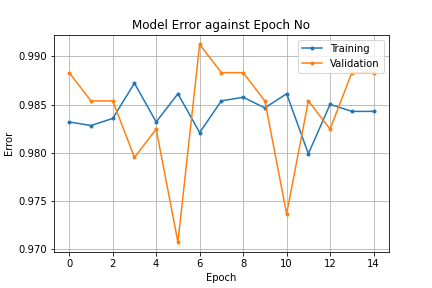 Model Error against Epoch No
Training
Validation
0.990
0.985
0.980
0.975
0.970
Error
0 2 4 6 8 10 12 14
Epoch